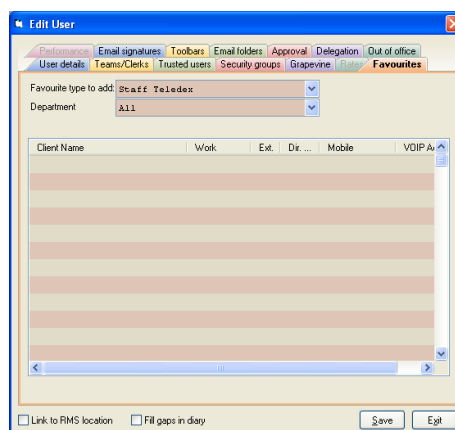 Edit User
Performance Email signatures Toolbars Email folders Approval Delegation Out of office
User details Teams/Clerks Trusted users Security groups Grapevine Rates Favourites
Favourite type to add: Staff Teledex
Department All
Client Name Work Ext. Dir. ... Mobile VOIP A
Link to RMS location Fill gaps in diary Save Exit